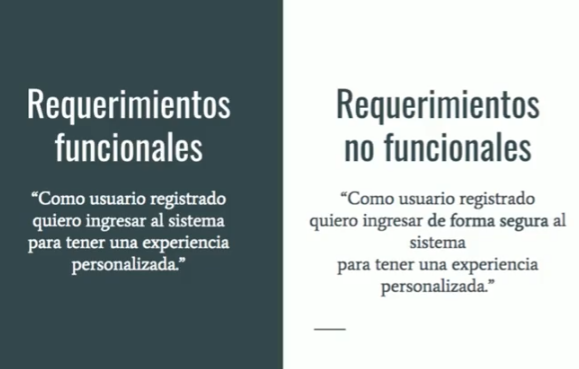 Requerimientos
funcionales
“Como usuario registrado
quiero ingresar al sistema
para tener una experiencia
personalizada.”
Requerimientos
no funcionales
“Como usuario registrado
quiero ingresar de forma segura al
sistema
para tener una experiencia
personalizada.”